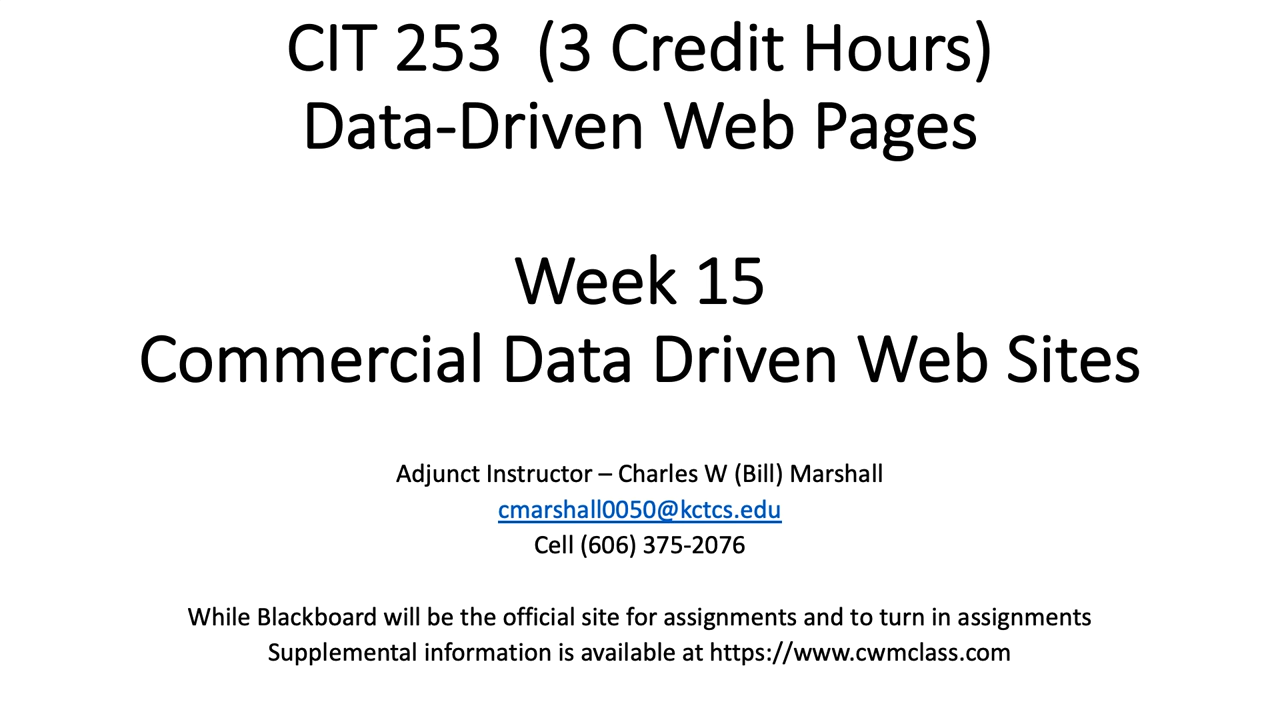 CIT 253  (3 Credit Hours)
Data-Driven Web Pages
Week 15
Commercial Data Driven Web Sites
Adjunct Instructor – Charles W (Bill) Marshall
cmarshall0050@kctcs.edu
Cell (606) 375-2076
While Blackboard will be the official site for assignments and to turn in assignments
Supplemental information is available at https://www.cwmclass.com